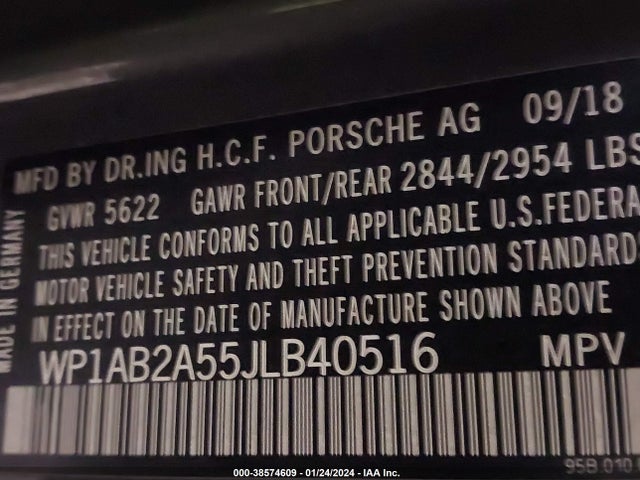 MFD BY DR.ING H.C.F. PORSCHE AG 09/18
GVWR 5622 GAWR FRONT/REAR 2844/2954 LBS
THIS VEHICLE CONFORMS TO ALL APPLICABLE U.S.FEDERA
MOTOR VEHICLE SAFETY AND THEFT PREVENTION STANDARDS
IN EFFECT ON THE DATE OF MANUFACTURE SHOWN ABOVE
WP1AB2A55JLB40516 MPV
MADE IN GERMANY
95B.010
000-38574609 - 01/24/2024 - IAA Inc.